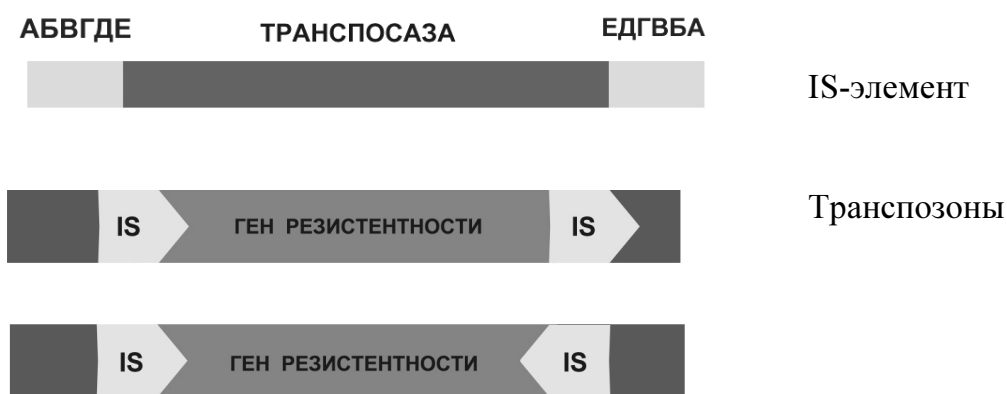 АБВГДЕ ТРАНСПОСАЗА ЕДГВБА
IS-элемент
IS ГЕН РЕЗИСТЕНТНОСТИ IS
Транспозоны
IS ГЕН РЕЗИСТЕНТНОСТИ IS